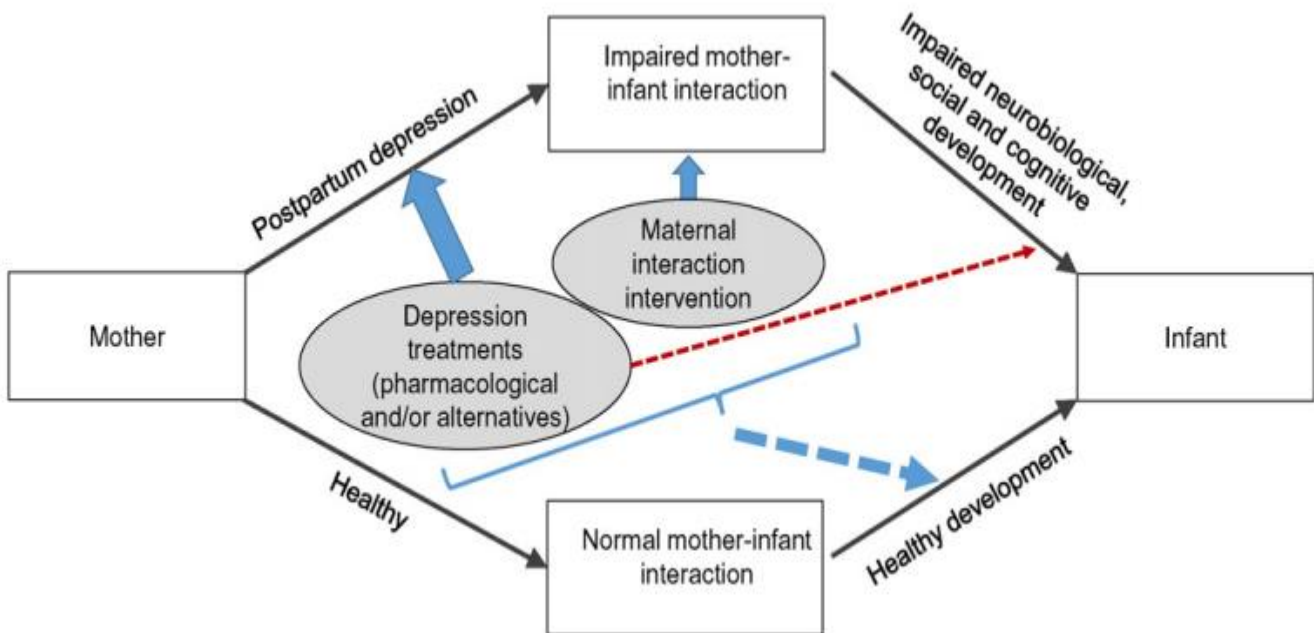 Impaired mother-
infant interaction
Impaired neurobiological,
social and cognitive
development
Postpartum depression
Maternal
interaction
intervention
Mother
Depression
treatments
(pharmacological
and/or alternatives)
Infant
Healthy
Normal mother-infant
interaction
Healthy development